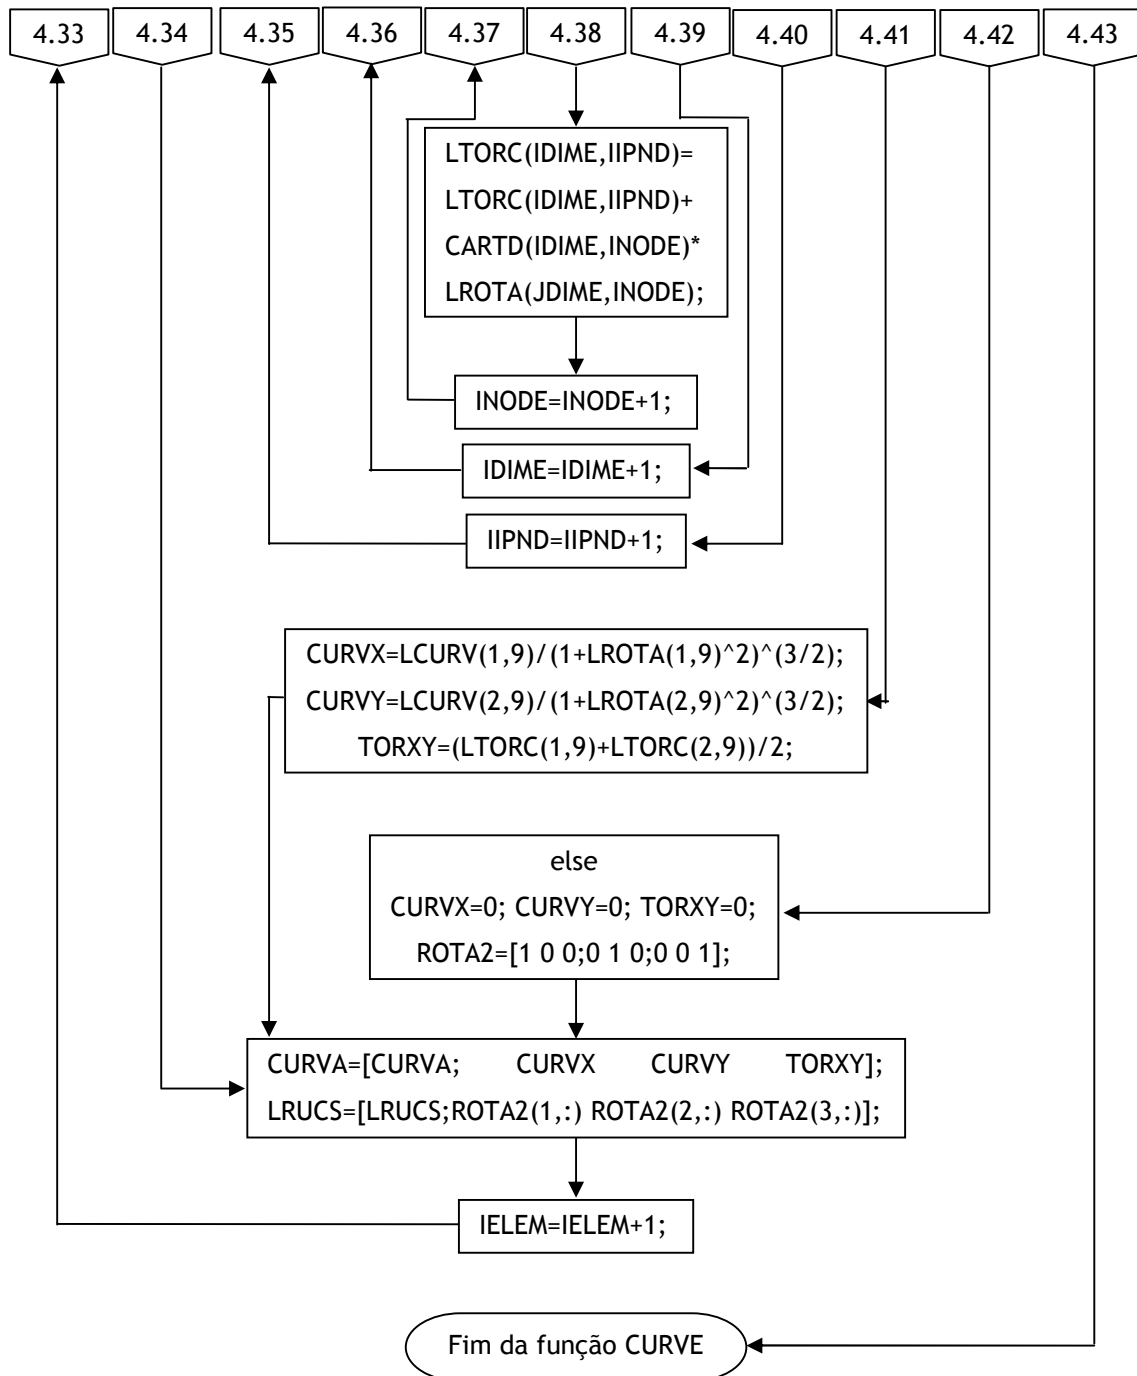 4.33 4.34 4.35 4.36 4.37 4.38 4.39 4.40 4.41 4.42 4.43
LTORC(IDIME,IIPND)=
LTORC(IDIME,IIPND)+
CARTD(IDIME,INODE)*
LROTA(JDIME,INODE);
INODE=INODE+1;
IDIME=IDIME+1;
IIPND=IIPND+1;
CURVX=LCURV(1,9)/(1+LROTA(1,9)^2)^(3/2);
CURVY=LCURV(2,9)/(1+LROTA(2,9)^2)^(3/2);
TORXY=(LTORC(1,9)+LTORC(2,9))/2;
else
CURVX=0; CURVY=0; TORXY=0;
ROTA2=[1 0 0;0 1 0;0 0 1];
CURVA=[CURVA; CURVX CURVY TORXY];
LRUCS=[LRUCS;ROTA2(1,:) ROTA2(2,:) ROTA2(3,:)];
IELEM=IELEM+1;
Fim da função CURVE